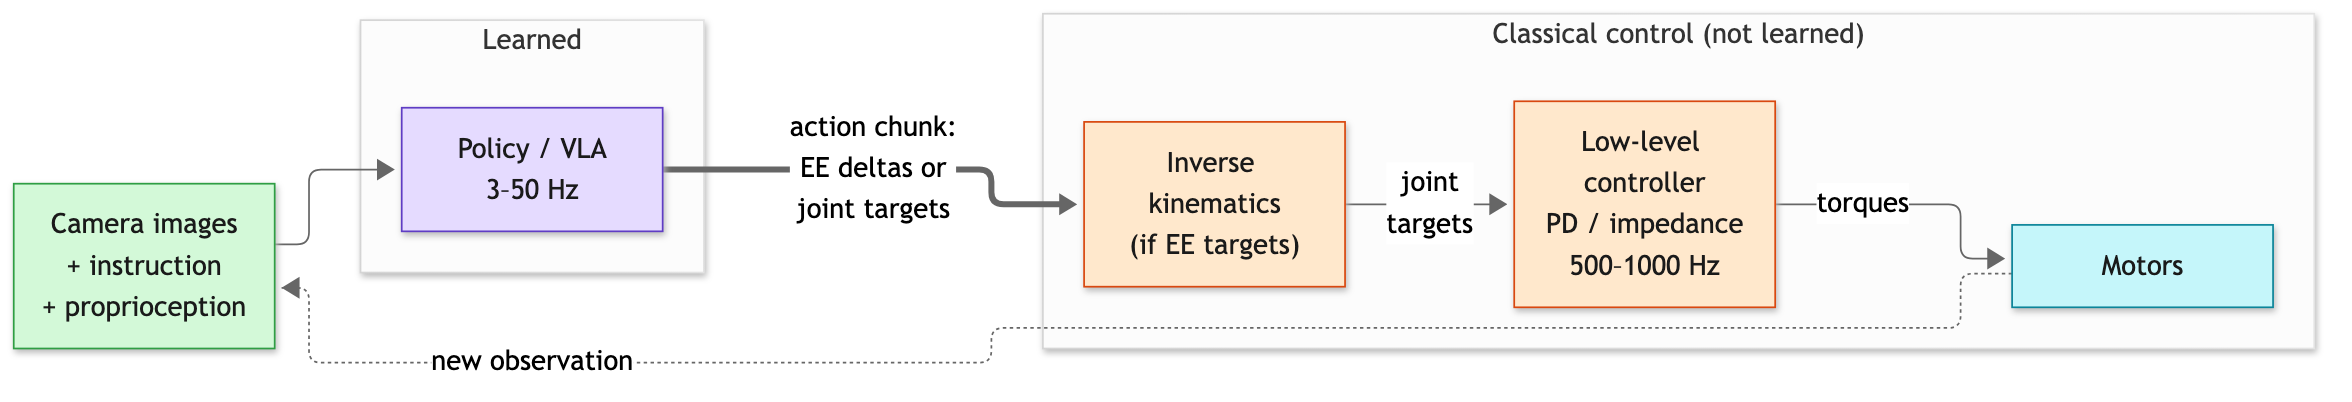 Learned
Classical control (not learned)
Camera images
+ instruction
+ proprioception
Policy / VLA
3–50 Hz
action chunk:
EE deltas or
joint targets
Inverse
kinematics
(if EE targets)
joint
targets
Low-level
controller
PD / impedance
500–1000 Hz
torques
Motors
new observation